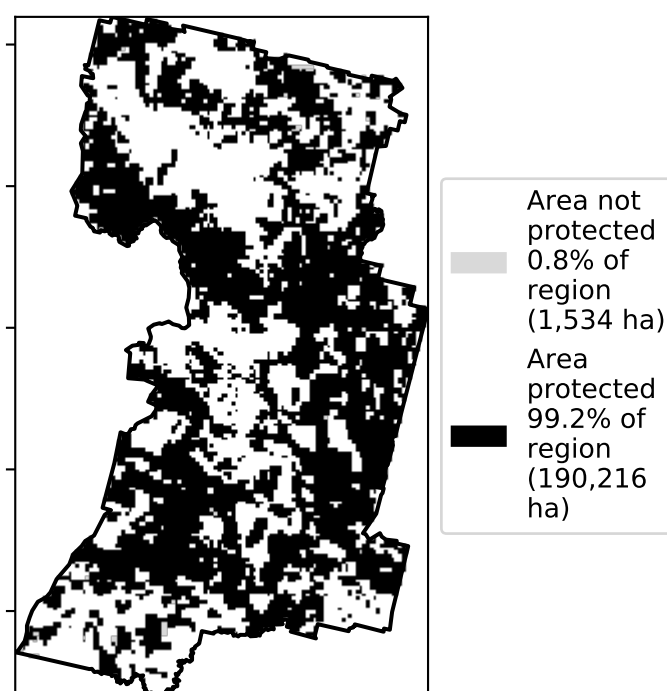 Area not
protected
0.8% of
region
(1,534 ha)
Area
protected
99.2% of
region
(190,216
ha)